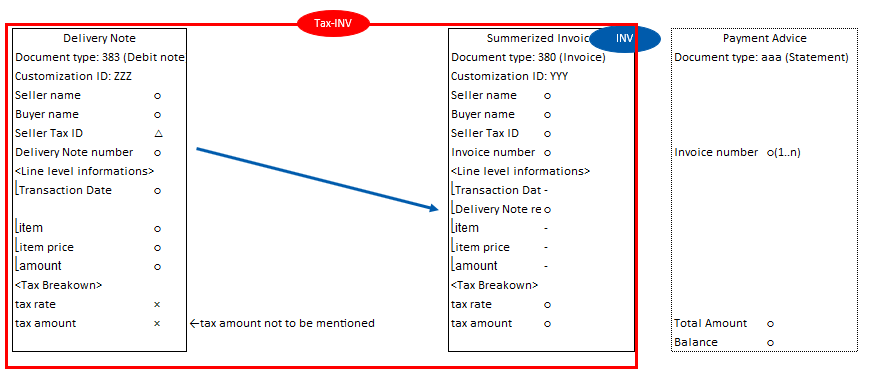 Tax-INV
INV
Delivery Note
Document type: 383 (Debit note
Customization ID: ZZZ
Seller name ○
Buyer name ○
Seller Tax ID △
Delivery Note number ○
<Line level informations>
⎣Transaction Date ○
⎣item ○
⎣item price ○
⎣amount ○
<Tax Breakown>
tax rate ×
tax amount × ←tax amount not to be mentioned
Summerized Invoic
Document type: 380 (Invoice)
Customization ID: YYY
Seller name ○
Buyer name ○
Seller Tax ID ○
Invoice number ○
<Line level informations>
⎣Transaction Dat -
⎣Delivery Note re ○
⎣item -
⎣item price -
⎣amount -
<Tax Breakown>
tax rate ○
tax amount ○
Payment Advice
Document type: aaa (Statement)
Invoice number ○(1..n)
Total Amount ○
Balance ○